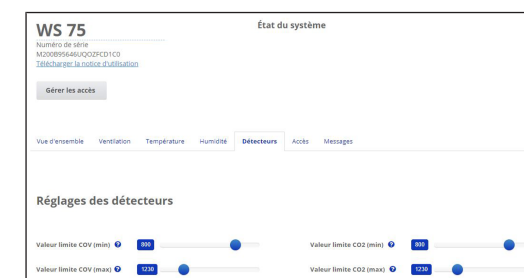 WS 75
État du système
Numéro de série
M200B95646UQOZFCD1C0
Télécharger la notice d'utilisation
Gérer les accès
Vue d'ensemble Ventilation Température Humidité Détecteurs Accès Messages
Réglages des détecteurs
Valeur limite COV (min) ? 800 Valeur limite CO2 (min) ? 800
Valeur limite COV (max) ? 1230 Valeur limite CO2 (max) ? 1230